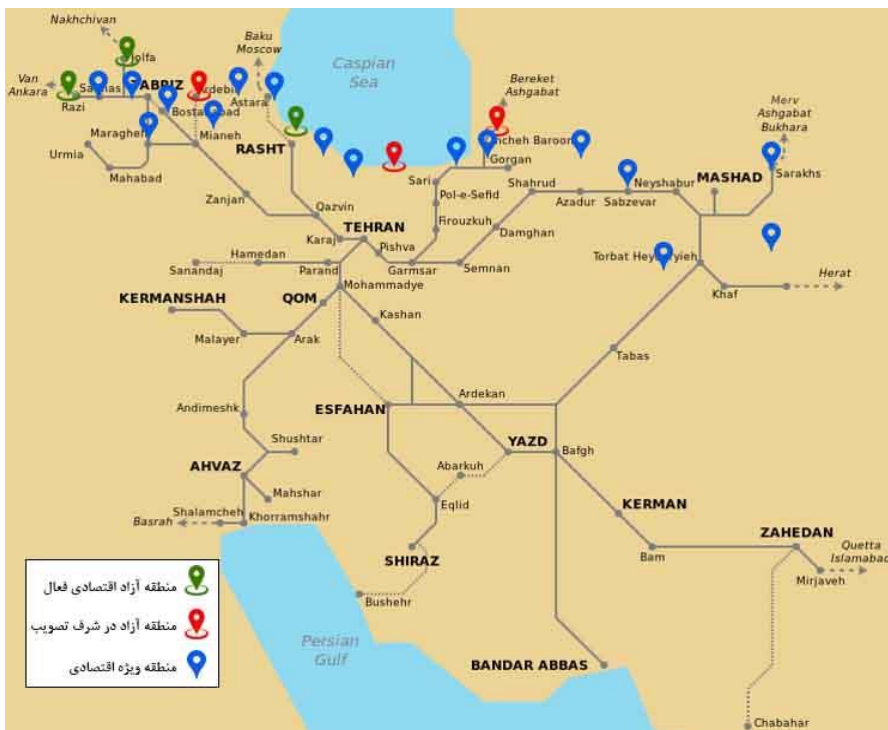 Nakhchivan
Jolfa
Van
Ankara
Razi
TABRIZ
Baku
Moscow
Astara
Caspian
Sea
Bereket
Ashgabat
Merv
Ashgabat
Bukhara
Maragheh
Mianeh
RASHT
Gorgan
Urmia
Mahabad
Sari
Shahrud
Neyshabur
MASHAD
Sarakhs
Zanjan
Pol-e-Sefid
Azadur
Sabzevar
Qazvin
Firouzkuh
TEHRAN
Damghan
Karaj
Pishva
Hamedan
Sanandaj
Parand
Garmsar
Semnan
Mohammadye
Khaf
Herat
KERMANSHAH
QOM
Kashan
Malayer
Arak
Tabas
Ardekan
Andimeshk
ESFAHAN
Shushtar
YAZD
Bafgh
AHVAZ
Abarkuh
Mahshar
Eqlid
KERMAN
Shalamcheh
Basrah
Khorramshahr
ZAHEDAN
SHIRAZ
Bam
Quetta
Islamabad
Mirjaveh
Bushehr
منطقه آزاد اقتصادی فعال
منطقه آزاد در شرف تصویب
منطقه ویژه اقتصادی
Persian
Gulf
BANDAR ABBAS
Chabahar